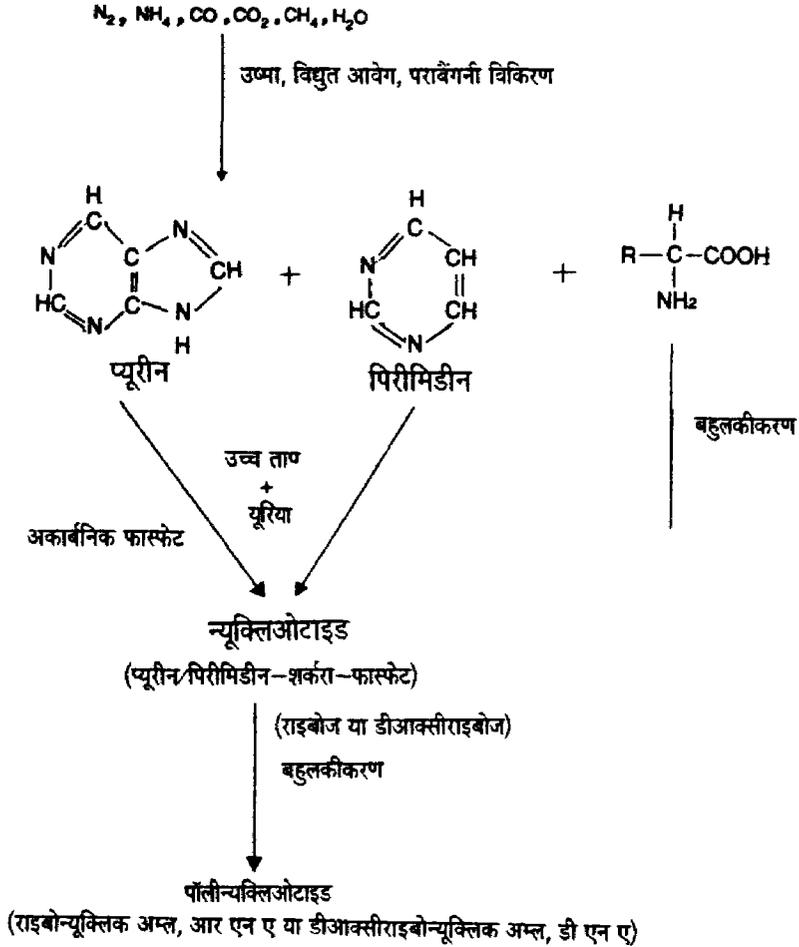 N₂, NH₄, CO, CO₂, CH₄, H₂O
उष्मा, विद्युत आवेग, पराबैंगनी विकिरण
H
C
N
N
C
CH
HC
C
N
N
H
+
H
C
N
CH
HC
CH
N
+
H
R–C–COOH
NH₂
प्यूरीन
पिरीमिडीन
बहुलकीकरण
उच्च ताप
+
यूरिया
अकार्बनिक फास्फेट
न्यूक्लिओटाइड
(प्यूरीन/पिरीमिडीन–शर्करा–फास्फेट)
(राइबोज या डीआक्सीराइबोज)
बहुलकीकरण
पॉलीन्यक्लिओटाइड
(राइबोन्यूक्लिक अम्ल, आर एन ए या डीआक्सीराइबोन्यूक्लिक अम्ल, डी एन ए)